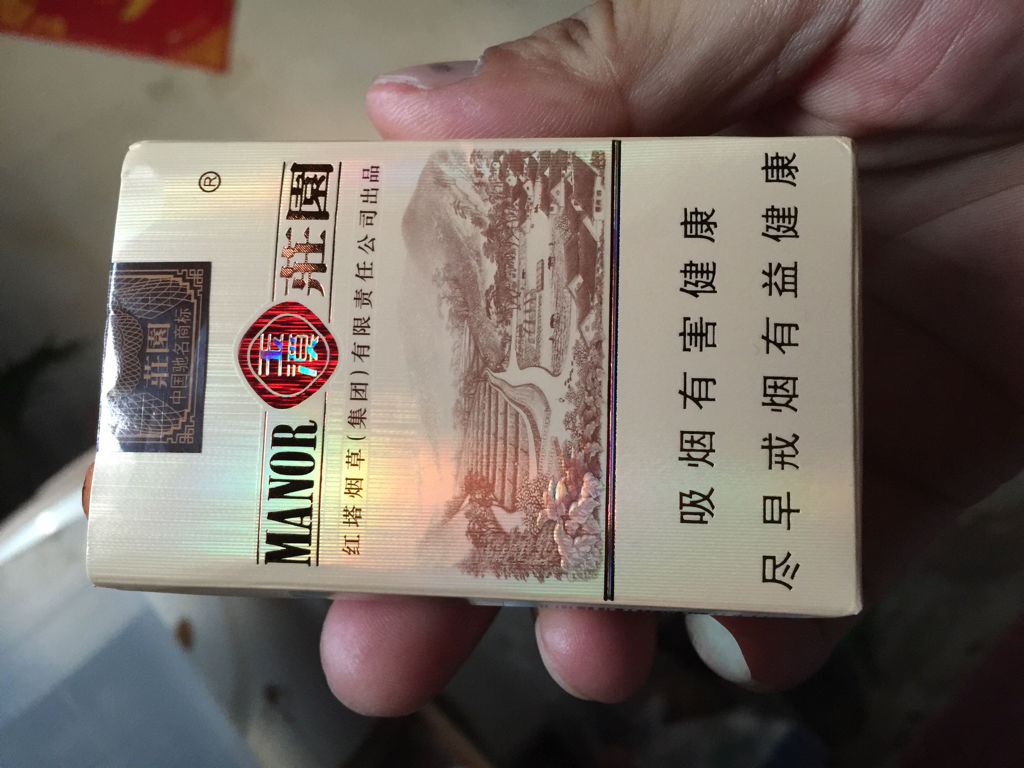 莊園
中国驰名商标
®
MANOR 玉溪 莊園
红塔烟草(集团)有限责任公司出品
吸烟有害健康
尽早戒烟有益健康